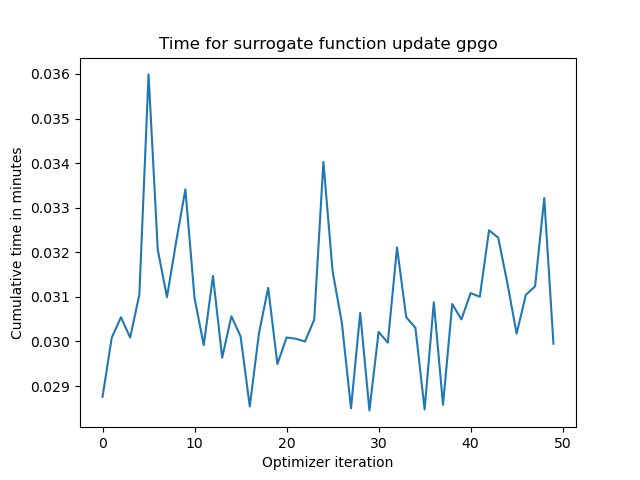 Time for surrogate function update gpgo
Cumulative time in minutes
0.036
0.035
0.034
0.033
0.032
0.031
0.030
0.029
0 10 20 30 40 50
Optimizer iteration